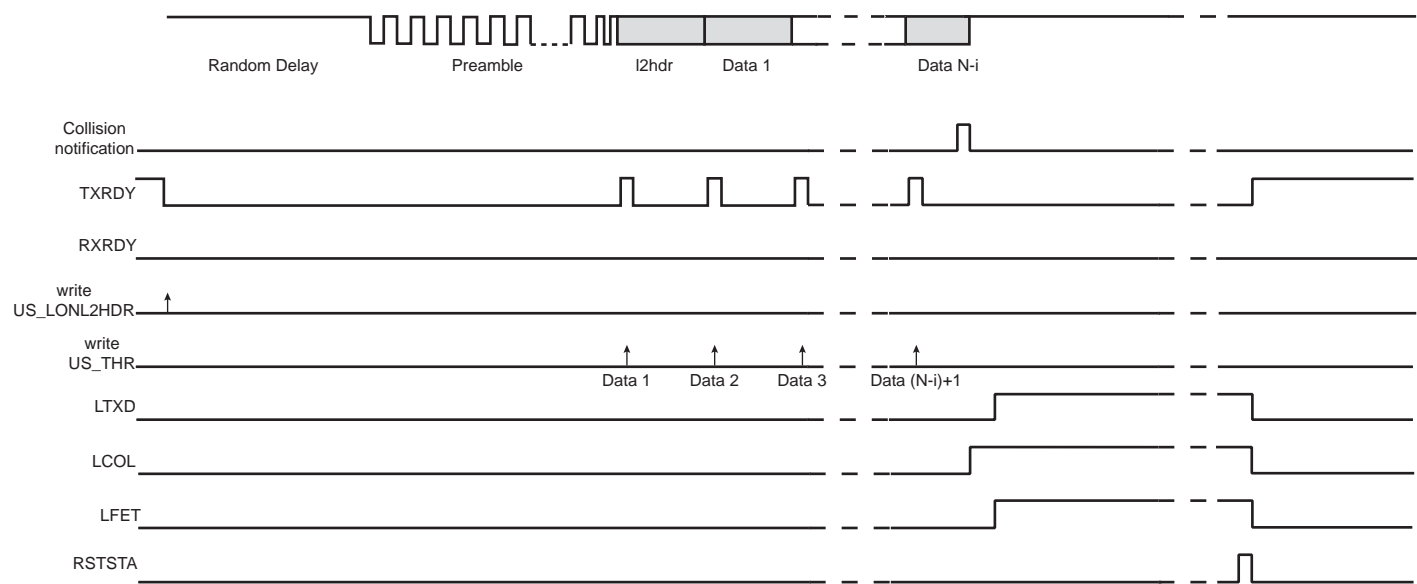 Random Delay
Preamble
l2hdr
Data 1
Data N-i
Collision
notification
TXRDY
RXRDY
write
US_LONL2HDR
write
US_THR
Data 1
Data 2
Data 3
Data (N-i)+1
LTXD
LCOL
LFET
RSTSTA